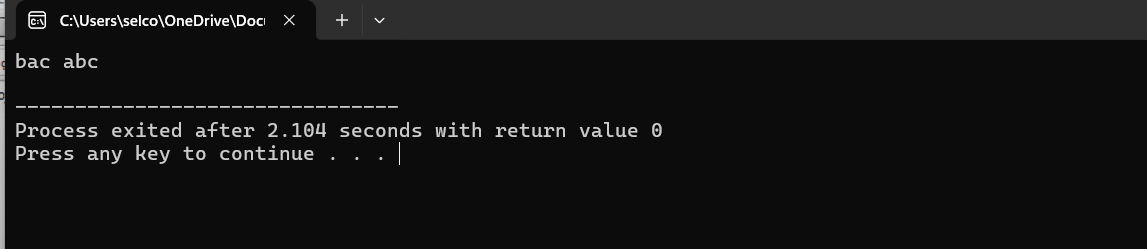 C:\Users\selco\OneDrive\Docu
bac abc
--------------------------------
Process exited after 2.104 seconds with return value 0
Press any key to continue . . .